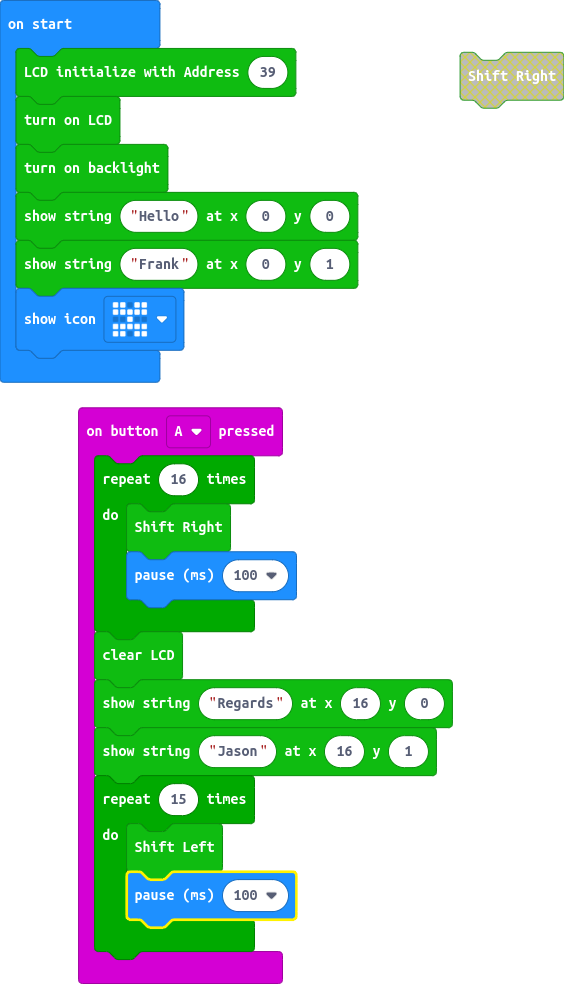 on start
LCD initialize with Address 39
Shift Right
turn on LCD
turn on backlight
show string "Hello" at x 0 y 0
show string "Frank" at x 0 y 1
show icon
on button A pressed
repeat 16 times
do
Shift Right
pause (ms) 100
clear LCD
show string "Regards" at x 16 y 0
show string "Jason" at x 16 y 1
repeat 15 times
do
Shift Left
pause (ms) 100